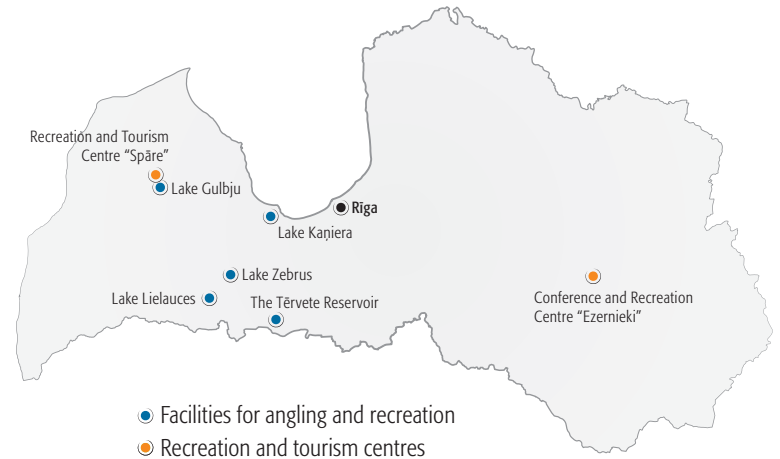 Recreation and Tourism
Centre “Spāre”
Lake Gulbju
Rīga
Lake Kaņiera
Lake Zebrus
Lake Lielauces
The Tērvete Reservoir
Conference and Recreation
Centre “Ezernieki”
Facilities for angling and recreation
Recreation and tourism centres